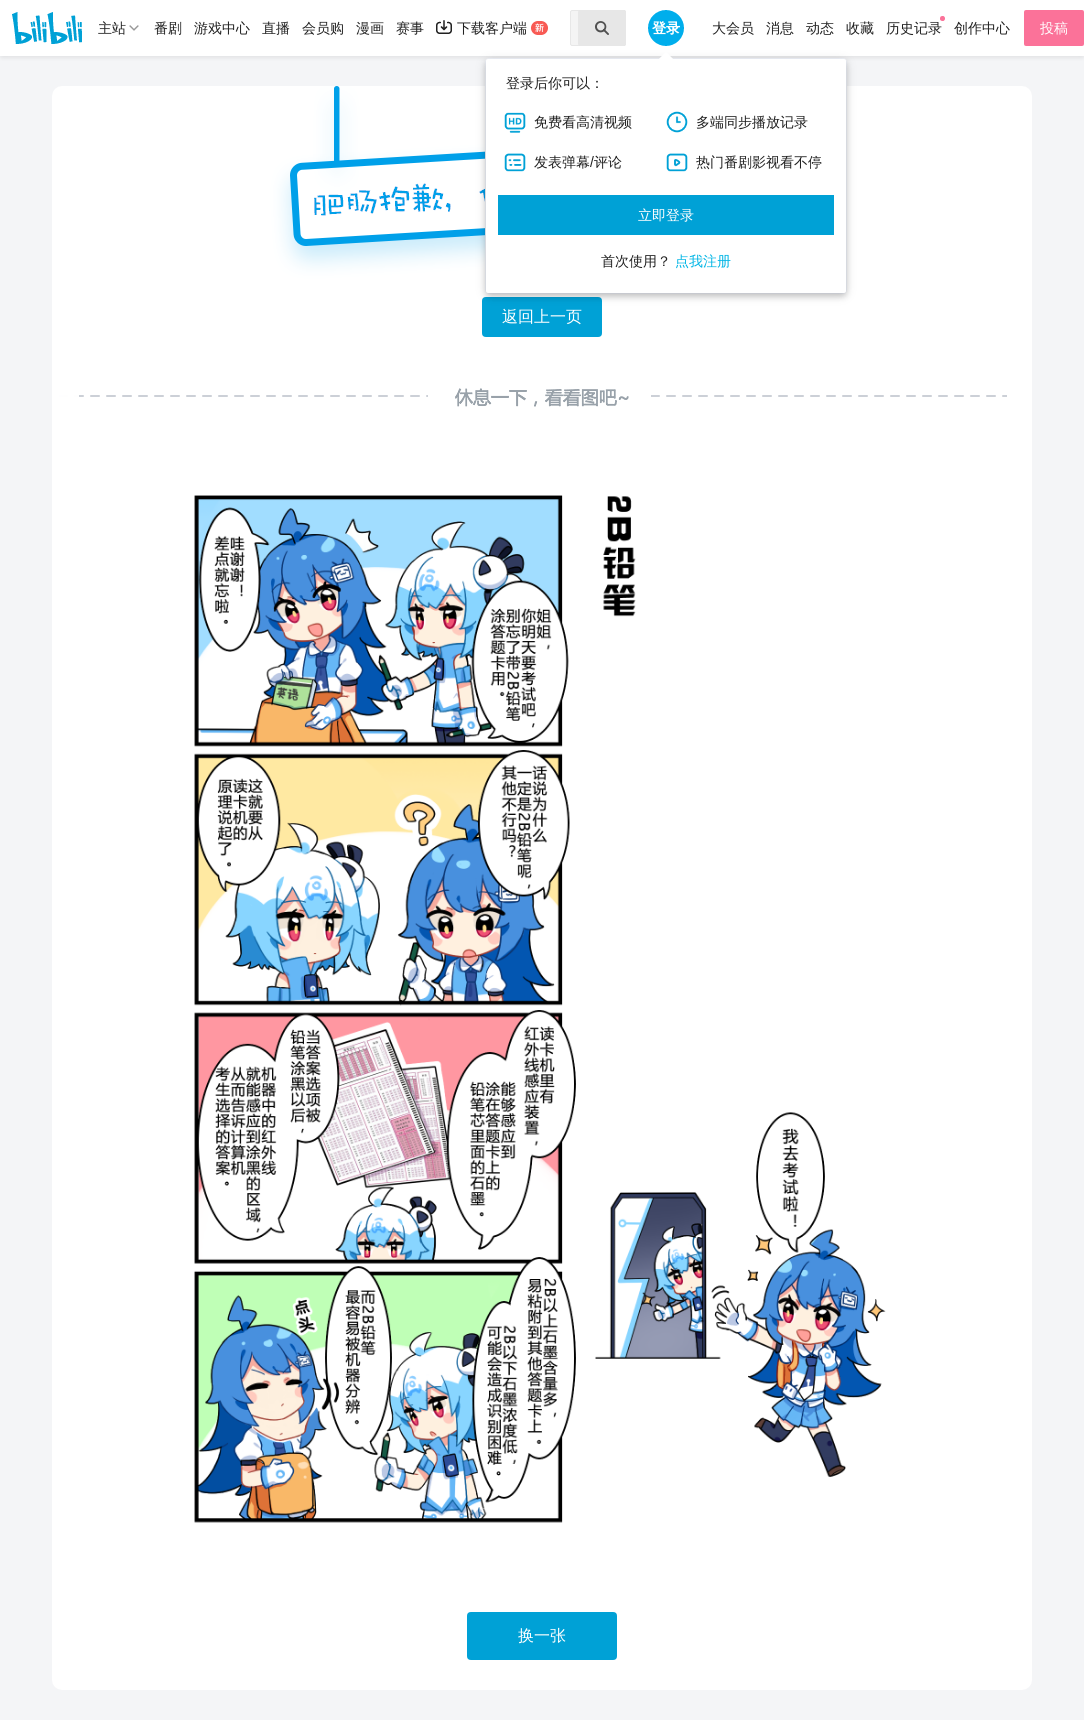 bilibili 主站 番剧 游戏中心 直播 会员购 漫画 赛事 下载客户端 新 登录 大会员 消息 动态 收藏 历史记录 创作中心 投稿
登录后你可以：
HD 免费看高清视频 多端同步播放记录
发表弹幕/评论 热门番剧影视看不停
立即登录
首次使用？ 点我注册
肥肠抱歉，
返回上一页
休息一下，看看图吧~
2B铅笔
姐姐，
你明天要考试吧，
别忘了带2B铅笔
涂答题卡用。
哇谢谢！
差点就忘啦。
英语
话说为什么
一定是2B铅笔呢，
其他不行吗？
这就要从
读卡机的
原理说起了。
读卡机里有
红外线感应装置，
能够感应到
涂在答题卡上的
铅笔芯里面的石墨。
当答案选项被
铅笔涂黑以后，
机器中的红外线
就能感应到涂黑的区域，
从而告诉计算机
考生选择的答案。
2B以上石墨含量多，
易粘附到其他答题卡上。
2B以下石墨浓度低，
可能会造成识别困难。
而2B铅笔
最容易被机器分辨。
点头
我去考试啦！
换一张